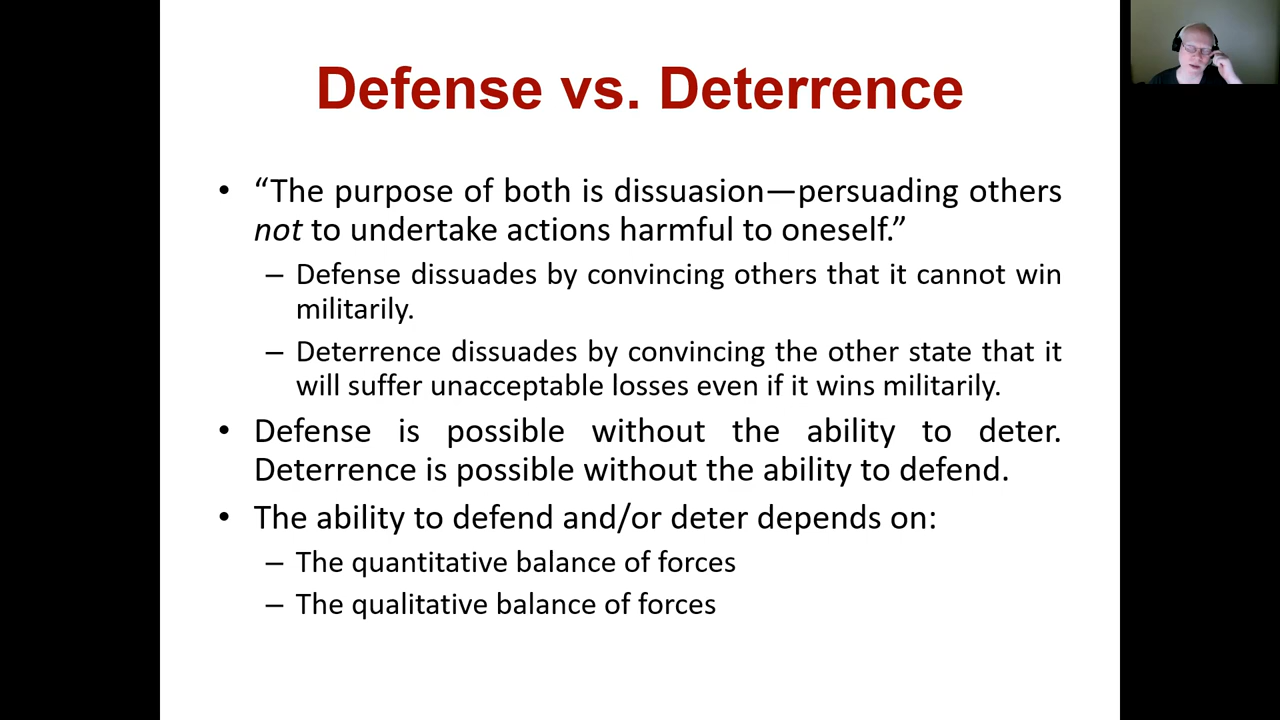 Defense vs. Deterrence
• “The purpose of both is dissuasion—persuading others
not to undertake actions harmful to oneself.”
– Defense dissuades by convincing others that it cannot win
militarily.
– Deterrence dissuades by convincing the other state that it
will suffer unacceptable losses even if it wins militarily.
• Defense is possible without the ability to deter.
Deterrence is possible without the ability to defend.
• The ability to defend and/or deter depends on:
– The quantitative balance of forces
– The qualitative balance of forces